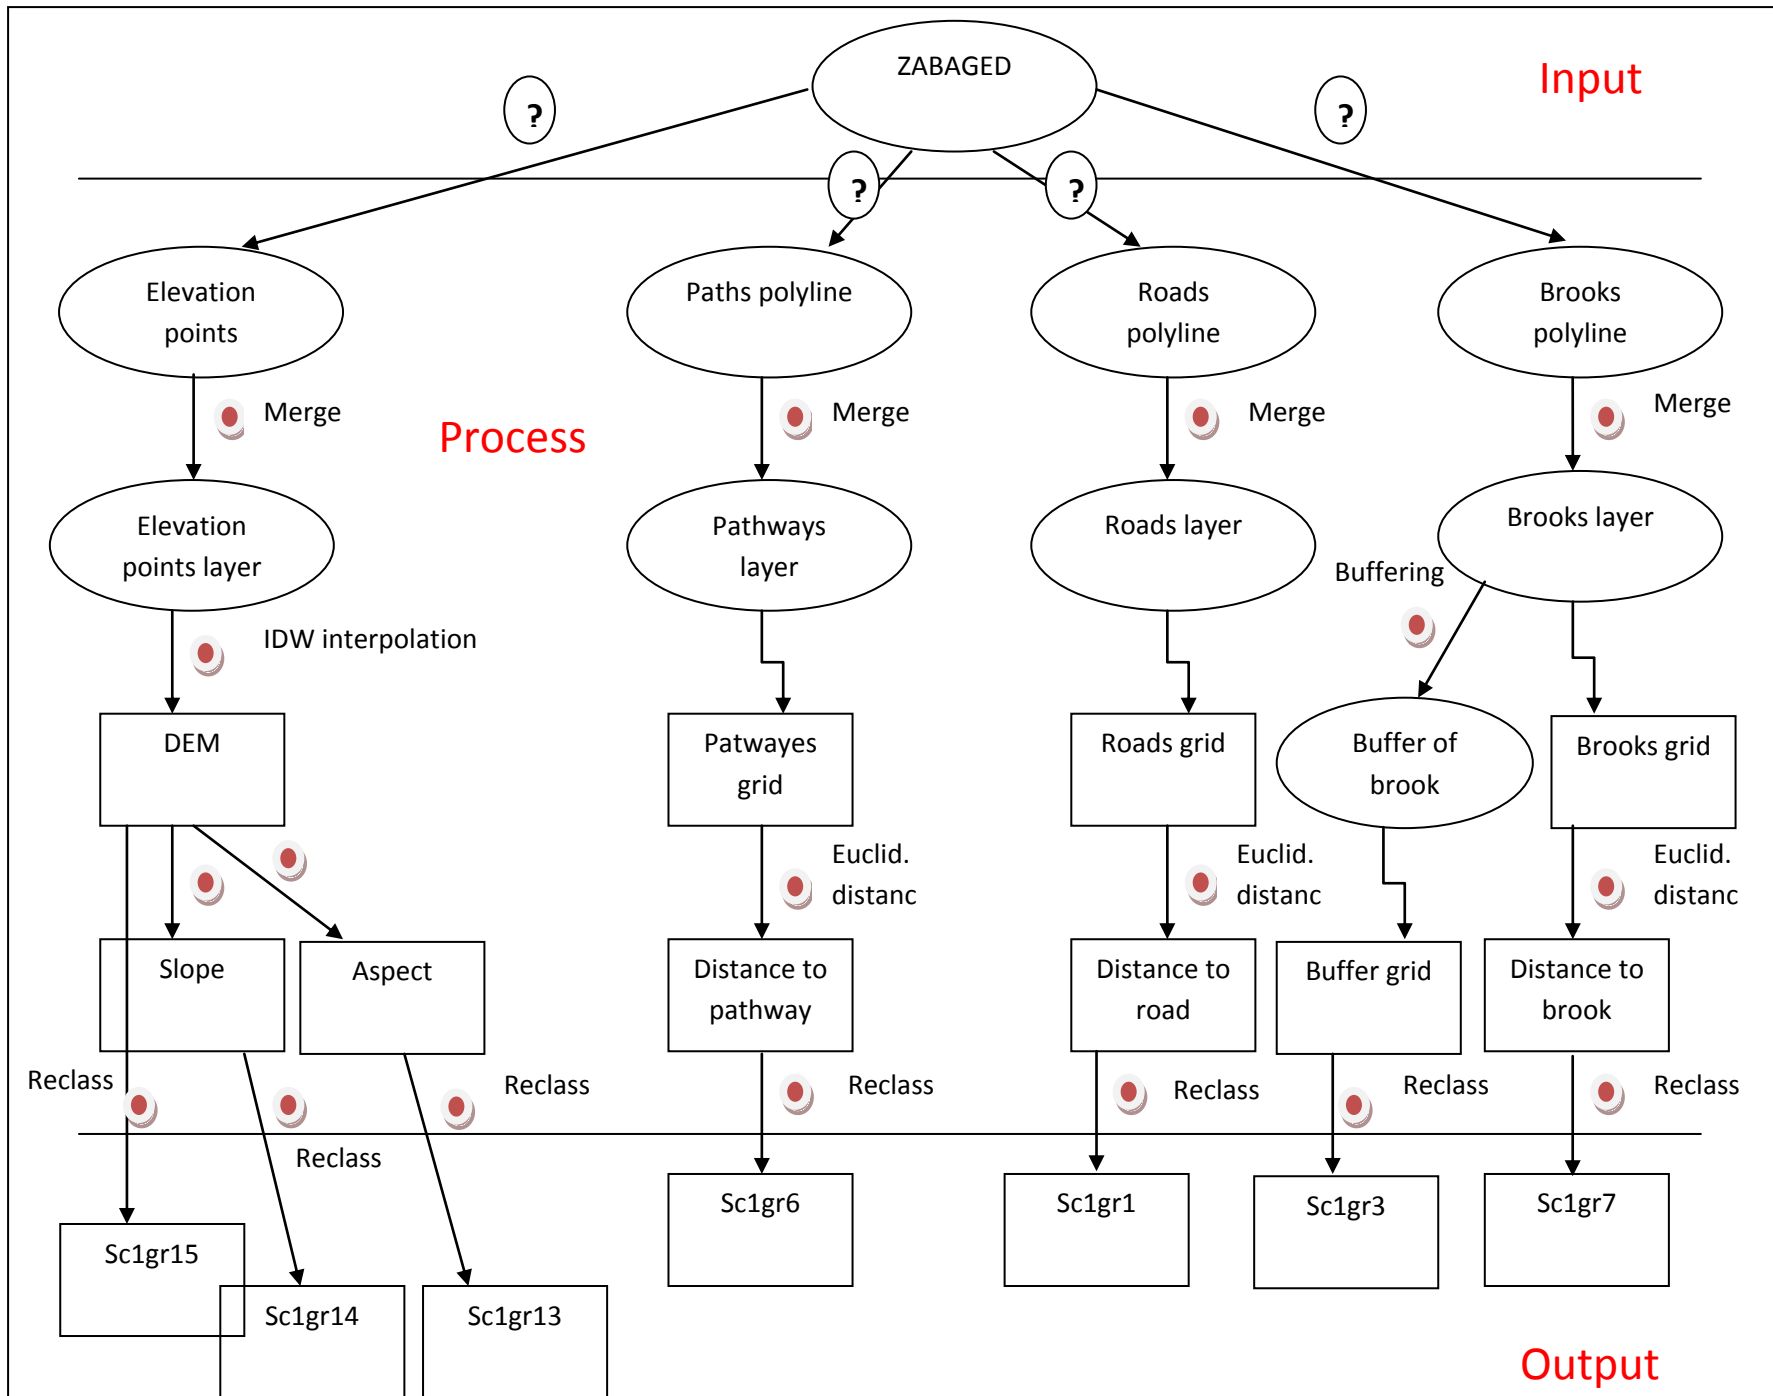 ZABAGED
Input
?
?
?
?
Elevation
points
Paths polyline
Roads
polyline
Brooks
polyline
Merge
Merge
Merge
Merge
Process
Elevation
points layer
Pathways
layer
Roads layer
Brooks layer
Buffering
IDW interpolation
DEM
Patwayes
grid
Roads grid
Buffer of
brook
Brooks grid
Euclid.
distanc
Euclid.
distanc
Euclid.
distanc
Slope
Aspect
Distance to
pathway
Distance to
road
Buffer grid
Distance to
brook
Reclass
Reclass
Reclass
Reclass
Reclass
Reclass
Reclass
Sc1gr6
Sc1gr1
Sc1gr3
Sc1gr7
Sc1gr15
Sc1gr14
Sc1gr13
Output